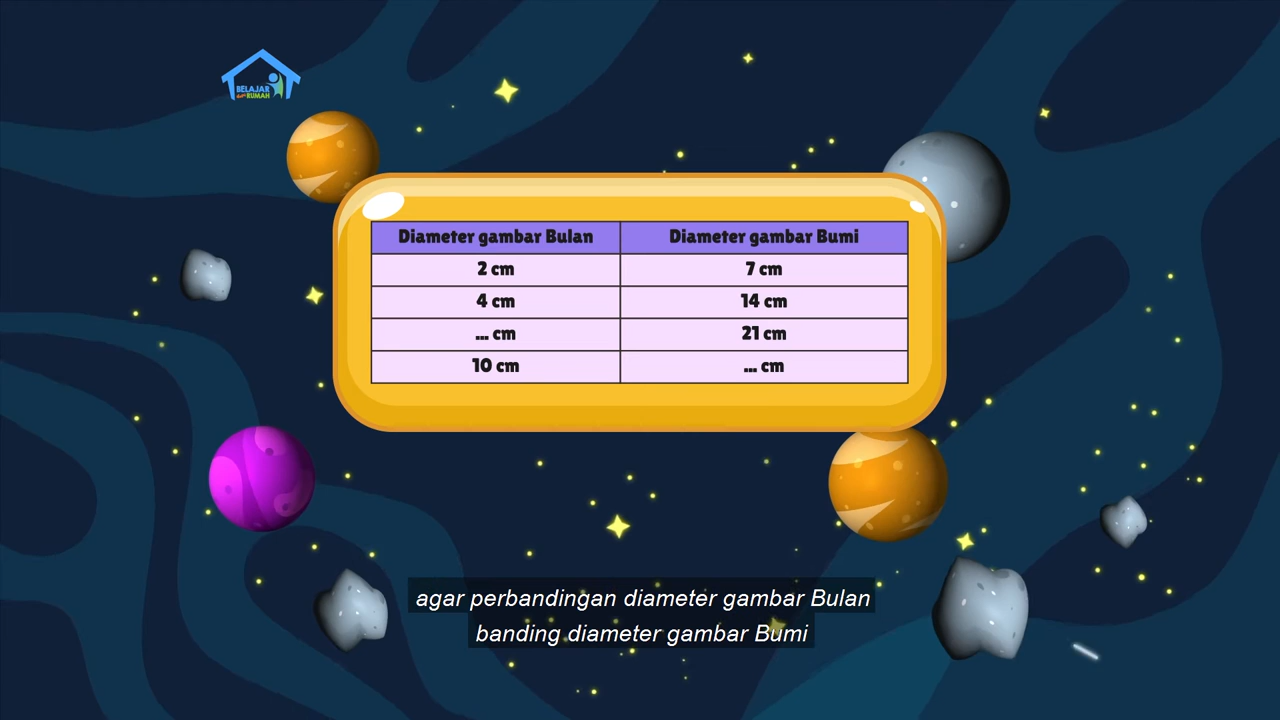 BELAJAR
dari RUMAH
Diameter gambar Bulan Diameter gambar Bumi
2 cm 7 cm
4 cm 14 cm
... cm 21 cm
10 cm ... cm
agar perbandingan diameter gambar Bulan
banding diameter gambar Bumi